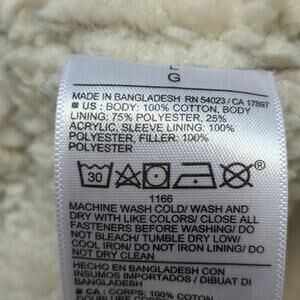 L
G
MADE IN BANGLADESH RN 54023 / CA 17897
■ US : BODY: 100% COTTON, BODY
LINING: 75% POLYESTER, 25%
ACRYLIC, SLEEVE LINING: 100%
POLYESTER, FILLER: 100%
POLYESTER
30
1166
MACHINE WASH COLD/ WASH AND
DRY WITH LIKE COLORS/ CLOSE ALL
FASTENERS BEFORE WASHING/ DO
NOT BLEACH/ TUMBLE DRY LOW/
COOL IRON/ DO NOT IRON LINING/ DO
NOT DRY CLEAN
HECHO EN BANGLADESH CON
INSUMOS IMPORTADOS / DIBUAT DI
BANGLADESH
■ CA : CORPS: 100% COTON